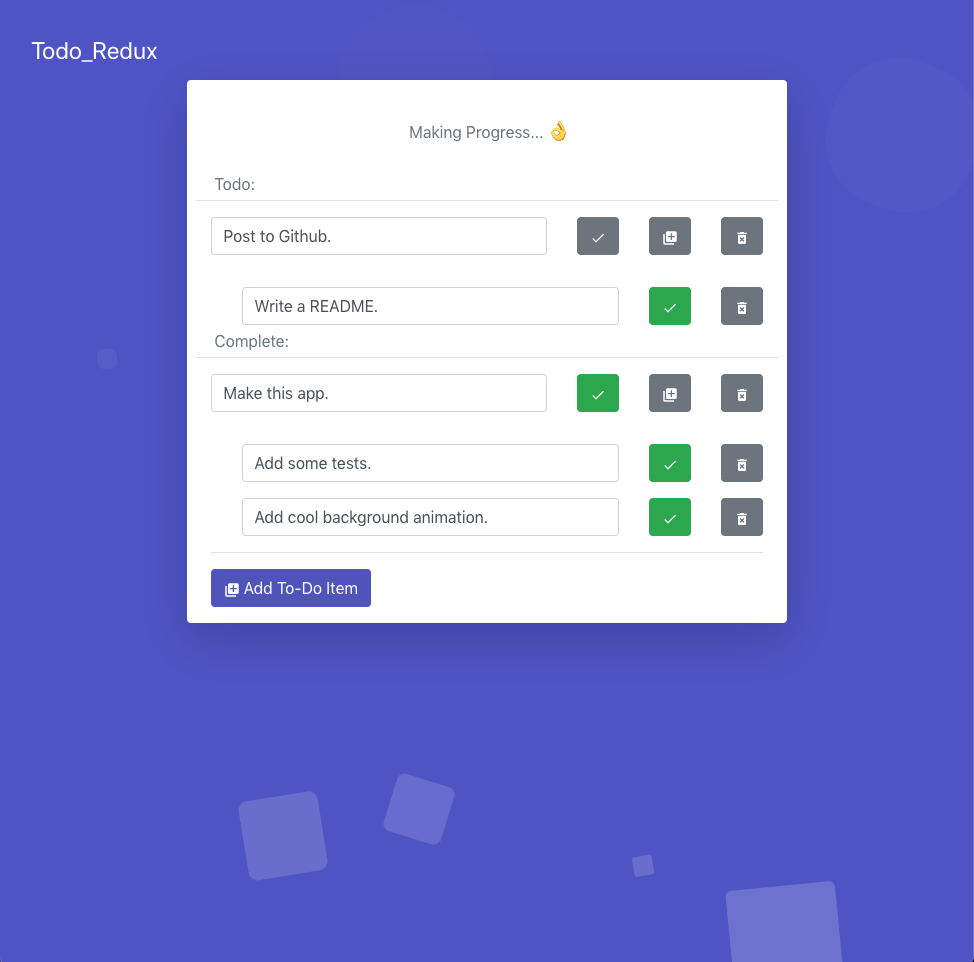 Todo_Redux
Making Progress... 👌
Todo:
Post to Github.
Write a README.
Complete:
Make this app.
Add some tests.
Add cool background animation.
Add To-Do Item